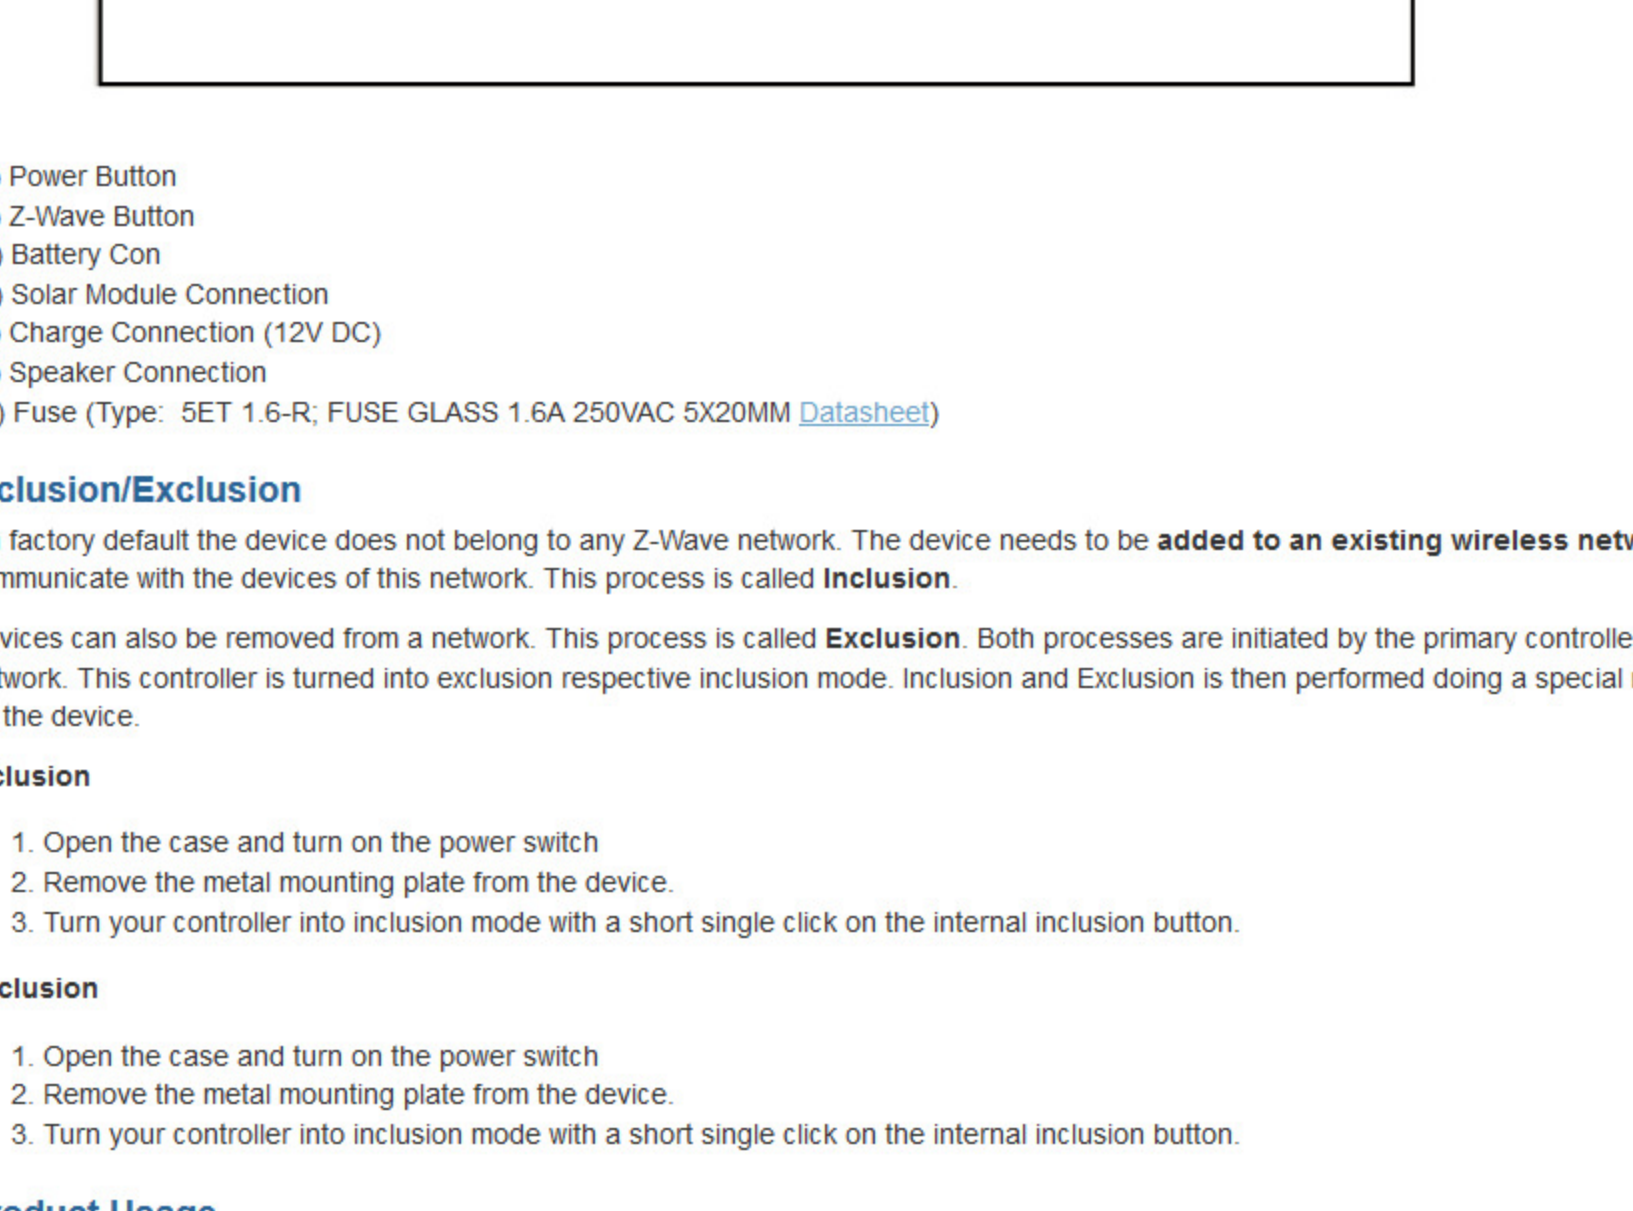 ) Power Button
) Z-Wave Button
) Battery Con
) Solar Module Connection
) Charge Connection (12V DC)
) Speaker Connection
) Fuse (Type:  5ET 1.6-R; FUSE GLASS 1.6A 250VAC 5X20MM Datasheet)
clusion/Exclusion
factory default the device does not belong to any Z-Wave network. The device needs to be added to an existing wireless netw
mmunicate with the devices of this network. This process is called Inclusion.
vices can also be removed from a network. This process is called Exclusion. Both processes are initiated by the primary controlle
twork. This controller is turned into exclusion respective inclusion mode. Inclusion and Exclusion is then performed doing a special
the device.
clusion
1. Open the case and turn on the power switch
2. Remove the metal mounting plate from the device.
3. Turn your controller into inclusion mode with a short single click on the internal inclusion button.
clusion
1. Open the case and turn on the power switch
2. Remove the metal mounting plate from the device.
3. Turn your controller into inclusion mode with a short single click on the internal inclusion button.
oduct Usage